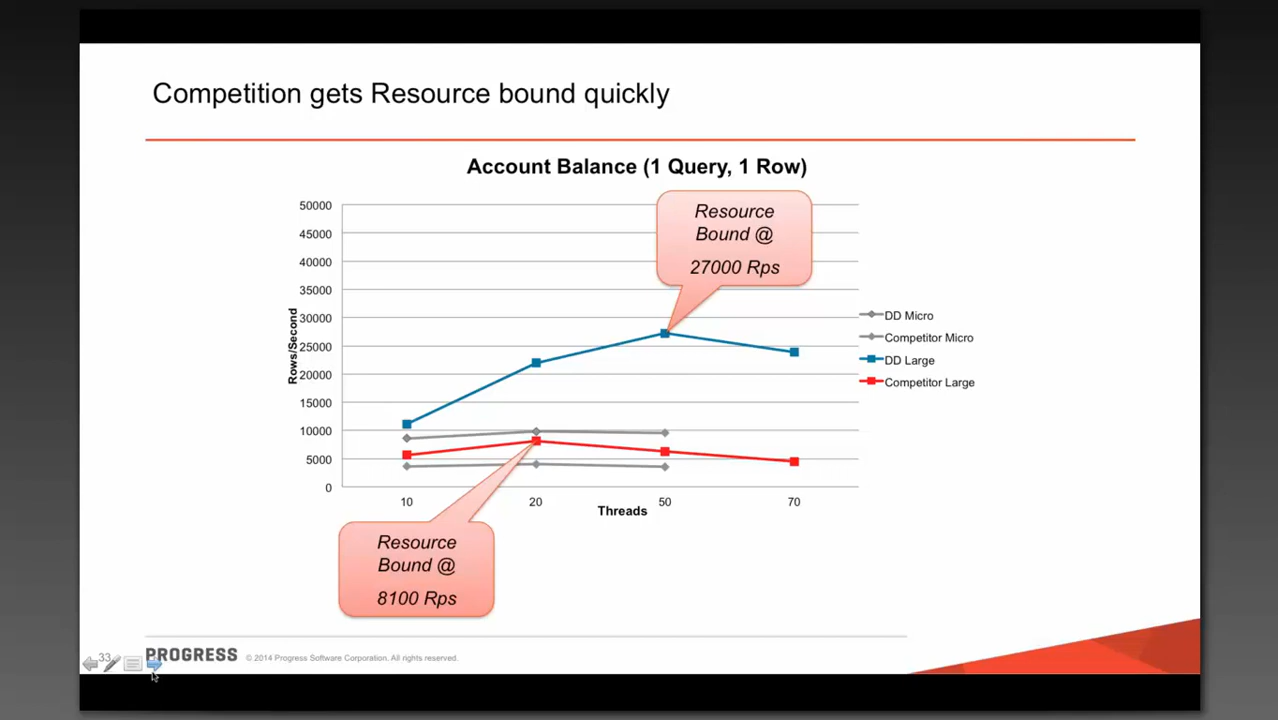 Competition gets Resource bound quickly
Account Balance (1 Query, 1 Row)
Resource
Bound @
27000 Rps
50000
45000
40000
35000
30000
25000
20000
15000
10000
5000
0
Rows/Second
10
20
50
70
Threads
DD Micro
Competitor Micro
DD Large
Competitor Large
Resource
Bound @
8100 Rps
33
PROGRESS
© 2014 Progress Software Corporation. All rights reserved.